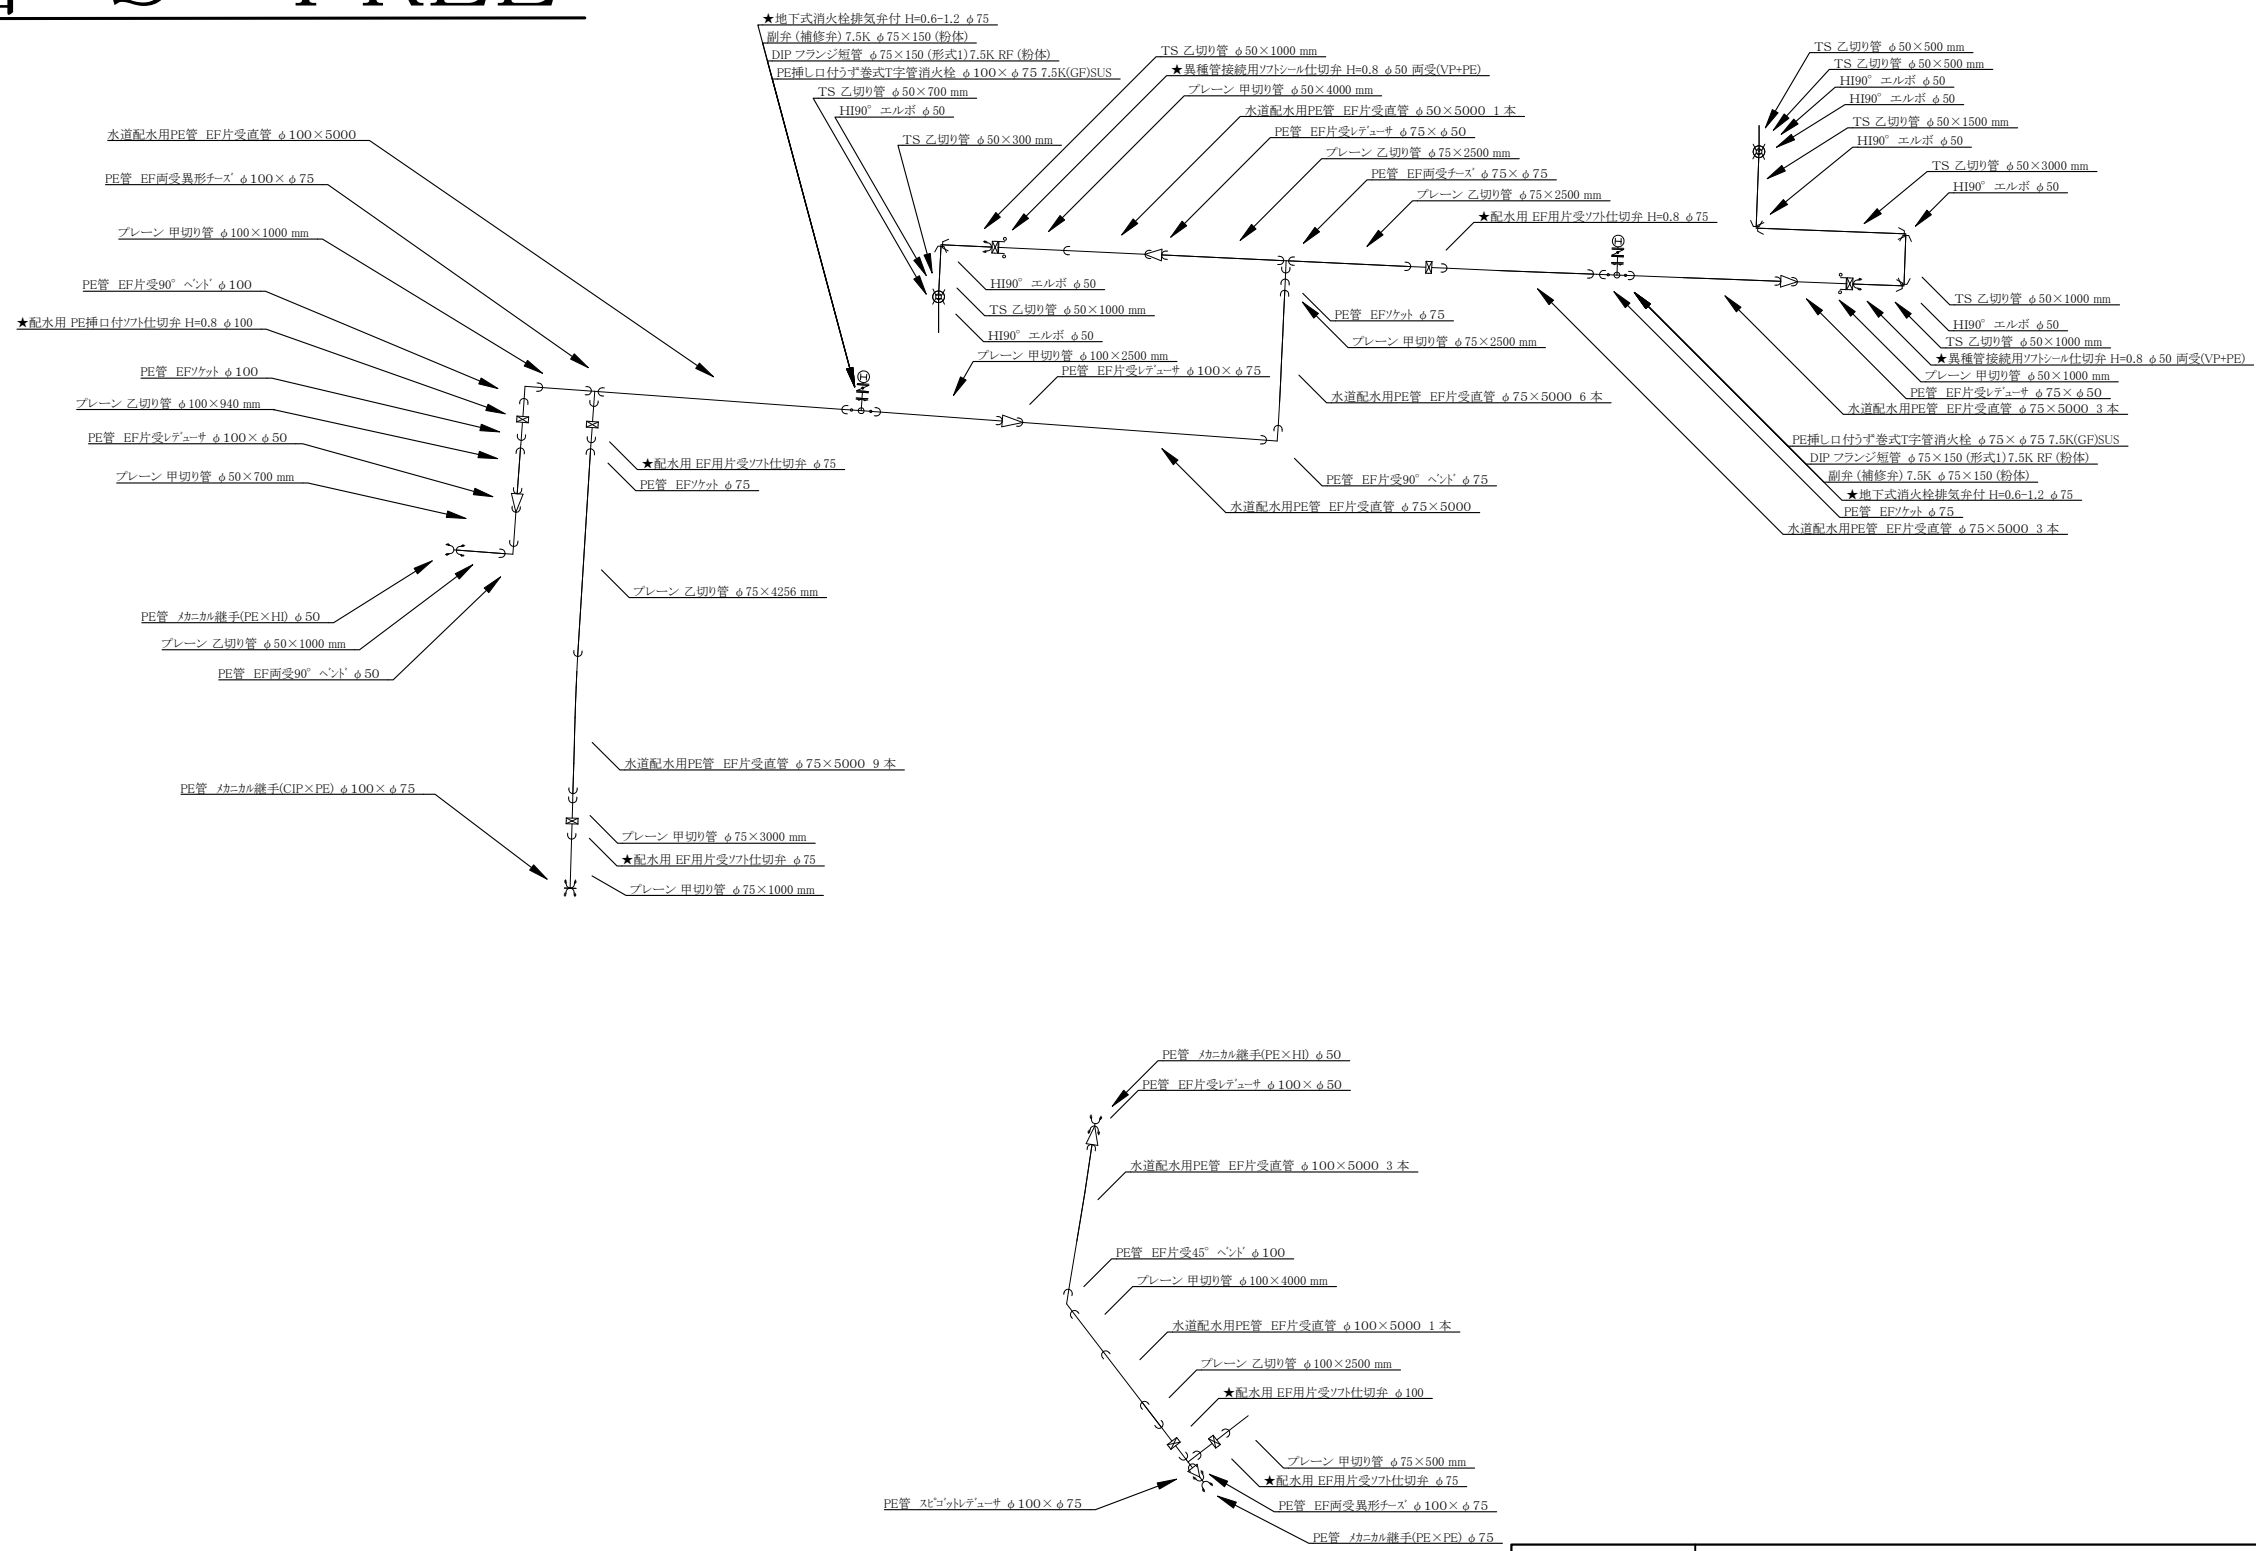 ★地下式消火栓排気弁付 H=0.6-1.2 φ75
副弁 (補修弁) 7.5K φ75×150 (粉体)
DIP フランジ短管 φ75×150 (形式1) 7.5K RF (粉体)
PE挿し口付うず巻式T字管消火栓 φ100×φ75 7.5K(GF)SUS
TS 乙切り管 φ50×700 mm
HI90° エルボ φ50
TS 乙切り管 φ50×300 mm
TS 乙切り管 φ50×1000 mm
★異種管接続用ソフトシール仕切弁 H=0.8 φ50 両受(VP+PE)
プレーン 甲切り管 φ50×4000 mm
水道配水用PE管 EF片受直管 φ50×5000 1 本
PE管 EF片受レデューサ φ75×φ50
プレーン 乙切り管 φ75×2500 mm
PE管 EF両受チーズ φ75×φ75
プレーン 乙切り管 φ75×2500 mm
★配水用 EF用片受ソフト仕切弁 H=0.8 φ75
TS 乙切り管 φ50×500 mm
TS 乙切り管 φ50×500 mm
HI90° エルボ φ50
HI90° エルボ φ50
TS 乙切り管 φ50×1500 mm
HI90° エルボ φ50
TS 乙切り管 φ50×3000 mm
HI90° エルボ φ50
水道配水用PE管 EF片受直管 φ100×5000
PE管 EF両受異形チーズ φ100×φ75
プレーン 甲切り管 φ100×1000 mm
PE管 EF片受90° ベンド φ100
★配水用 PE挿口付ソフト仕切弁 H=0.8 φ100
PE管 EFソケット φ100
プレーン 乙切り管 φ100×940 mm
PE管 EF片受レデューサ φ100×φ50
プレーン 甲切り管 φ50×700 mm
PE管 メカニカル継手(PE×HI) φ50
プレーン 乙切り管 φ50×1000 mm
PE管 EF両受90° ベンド φ50
HI90° エルボ φ50
TS 乙切り管 φ50×1000 mm
HI90° エルボ φ50
プレーン 甲切り管 φ100×2500 mm
PE管 EF片受レデューサ φ100×φ75
H
H
PE管 EFソケット φ75
プレーン 甲切り管 φ75×2500 mm
水道配水用PE管 EF片受直管 φ75×5000 6 本
PE管 EF片受90° ベンド φ75
水道配水用PE管 EF片受直管 φ75×5000
TS 乙切り管 φ50×1000 mm
HI90° エルボ φ50
TS 乙切り管 φ50×1000 mm
★異種管接続用ソフトシール仕切弁 H=0.8 φ50 両受(VP+PE)
プレーン 甲切り管 φ50×1000 mm
PE管 EF片受レデューサ φ75×φ50
水道配水用PE管 EF片受直管 φ75×5000 3 本
PE挿し口付うず巻式T字管消火栓 φ75×φ75 7.5K(GF)SUS
DIP フランジ短管 φ75×150 (形式1) 7.5K RF (粉体)
副弁 (補修弁) 7.5K φ75×150 (粉体)
★地下式消火栓排気弁付 H=0.6-1.2 φ75
PE管 EFソケット φ75
水道配水用PE管 EF片受直管 φ75×5000 3 本
★配水用 EF用片受ソフト仕切弁 φ75
PE管 EFソケット φ75
プレーン 乙切り管 φ75×4256 mm
水道配水用PE管 EF片受直管 φ75×5000 9 本
PE管 メカニカル継手(CIP×PE) φ100×φ75
プレーン 甲切り管 φ75×3000 mm
★配水用 EF用片受ソフト仕切弁 φ75
プレーン 甲切り管 φ75×1000 mm
PE管 メカニカル継手(PE×HI) φ50
PE管 EF片受レデューサ φ100×φ50
水道配水用PE管 EF片受直管 φ100×5000 3 本
PE管 EF片受45° ベンド φ100
プレーン 甲切り管 φ100×4000 mm
水道配水用PE管 EF片受直管 φ100×5000 1 本
プレーン 乙切り管 φ100×2500 mm
★配水用 EF用片受ソフト仕切弁 φ100
プレーン 甲切り管 φ75×500 mm
★配水用 EF用片受ソフト仕切弁 φ75
PE管 スピゴットレデューサ φ100×φ75
PE管 EF両受異形チーズ φ100×φ75
PE管 メカニカル継手(PE×PE) φ75